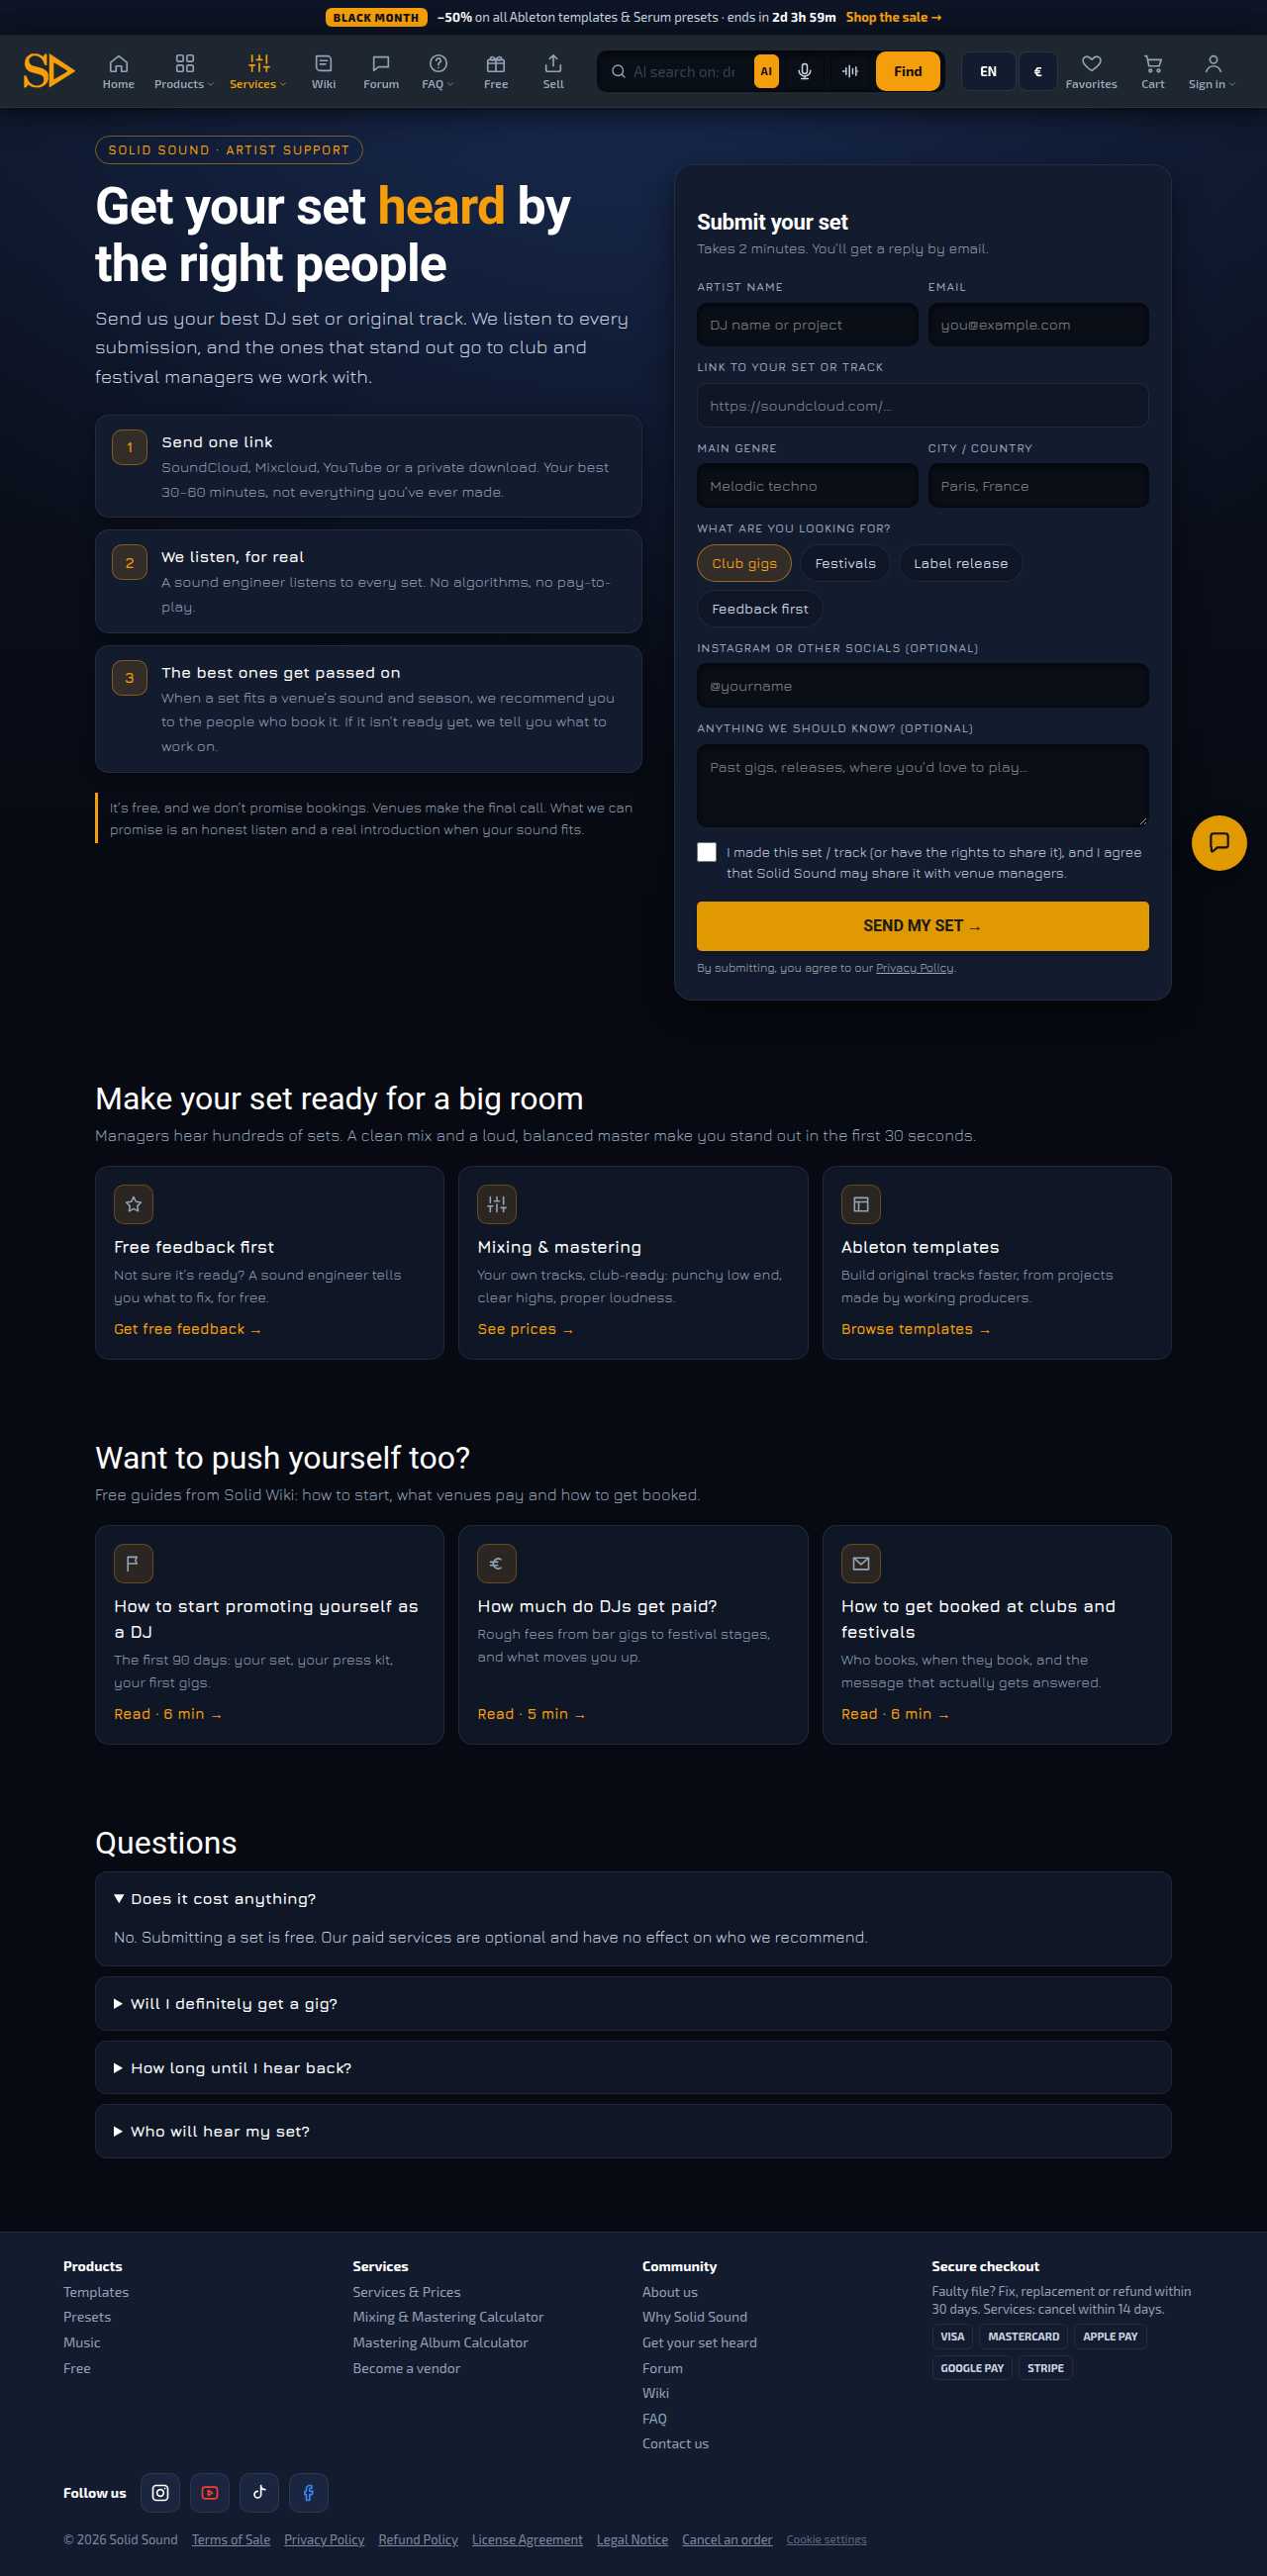 BLACK MONTH −50% on all Ableton templates & Serum presets · ends in 2d 3h 59m Shop the sale →
Home
Products
Services
Wiki
Forum
FAQ
Free
Sell
AI search on: de
AI
Find
EN
€
Favorites
Cart
Sign in
SOLID SOUND · ARTIST SUPPORT
Get your set heard by
the right people
Send us your best DJ set or original track. We listen to every
submission, and the ones that stand out go to club and
festival managers we work with.
1
Send one link
SoundCloud, Mixcloud, YouTube or a private download. Your best
30–60 minutes, not everything you've ever made.
2
We listen, for real
A sound engineer listens to every set. No algorithms, no pay-to-
play.
3
The best ones get passed on
When a set fits a venue's sound and season, we recommend you
to the people who book it. If it isn't ready yet, we tell you what to
work on.
It's free, and we don't promise bookings. Venues make the final call. What we can
promise is an honest listen and a real introduction when your sound fits.
Submit your set
Takes 2 minutes. You'll get a reply by email.
ARTIST NAME
EMAIL
DJ name or project
you@example.com
LINK TO YOUR SET OR TRACK
https://soundcloud.com/...
MAIN GENRE
CITY / COUNTRY
Melodic techno
Paris, France
WHAT ARE YOU LOOKING FOR?
Club gigs
Festivals
Label release
Feedback first
INSTAGRAM OR OTHER SOCIALS (OPTIONAL)
@yourname
ANYTHING WE SHOULD KNOW? (OPTIONAL)
Past gigs, releases, where you'd love to play...
I made this set / track (or have the rights to share it), and I agree
that Solid Sound may share it with venue managers.
SEND MY SET →
By submitting, you agree to our Privacy Policy.
Make your set ready for a big room
Managers hear hundreds of sets. A clean mix and a loud, balanced master make you stand out in the first 30 seconds.
Free feedback first
Not sure it's ready? A sound engineer tells
you what to fix, for free.
Get free feedback →
Mixing & mastering
Your own tracks, club-ready: punchy low end,
clear highs, proper loudness.
See prices →
Ableton templates
Build original tracks faster, from projects
made by working producers.
Browse templates →
Want to push yourself too?
Free guides from Solid Wiki: how to start, what venues pay and how to get booked.
How to start promoting yourself as
a DJ
The first 90 days: your set, your press kit,
your first gigs.
Read · 6 min →
€
How much do DJs get paid?
Rough fees from bar gigs to festival stages,
and what moves you up.
Read · 5 min →
How to get booked at clubs and
festivals
Who books, when they book, and the
message that actually gets answered.
Read · 6 min →
Questions
▼ Does it cost anything?
No. Submitting a set is free. Our paid services are optional and have no effect on who we recommend.
▶ Will I definitely get a gig?
▶ How long until I hear back?
▶ Who will hear my set?
Products
Templates
Presets
Music
Free
Services
Services & Prices
Mixing & Mastering Calculator
Mastering Album Calculator
Become a vendor
Community
About us
Why Solid Sound
Get your set heard
Forum
Wiki
FAQ
Contact us
Secure checkout
Faulty file? Fix, replacement or refund within
30 days. Services: cancel within 14 days.
VISA MASTERCARD APPLE PAY
GOOGLE PAY STRIPE
Follow us
© 2026 Solid Sound Terms of Sale Privacy Policy Refund Policy License Agreement Legal Notice Cancel an order Cookie settings